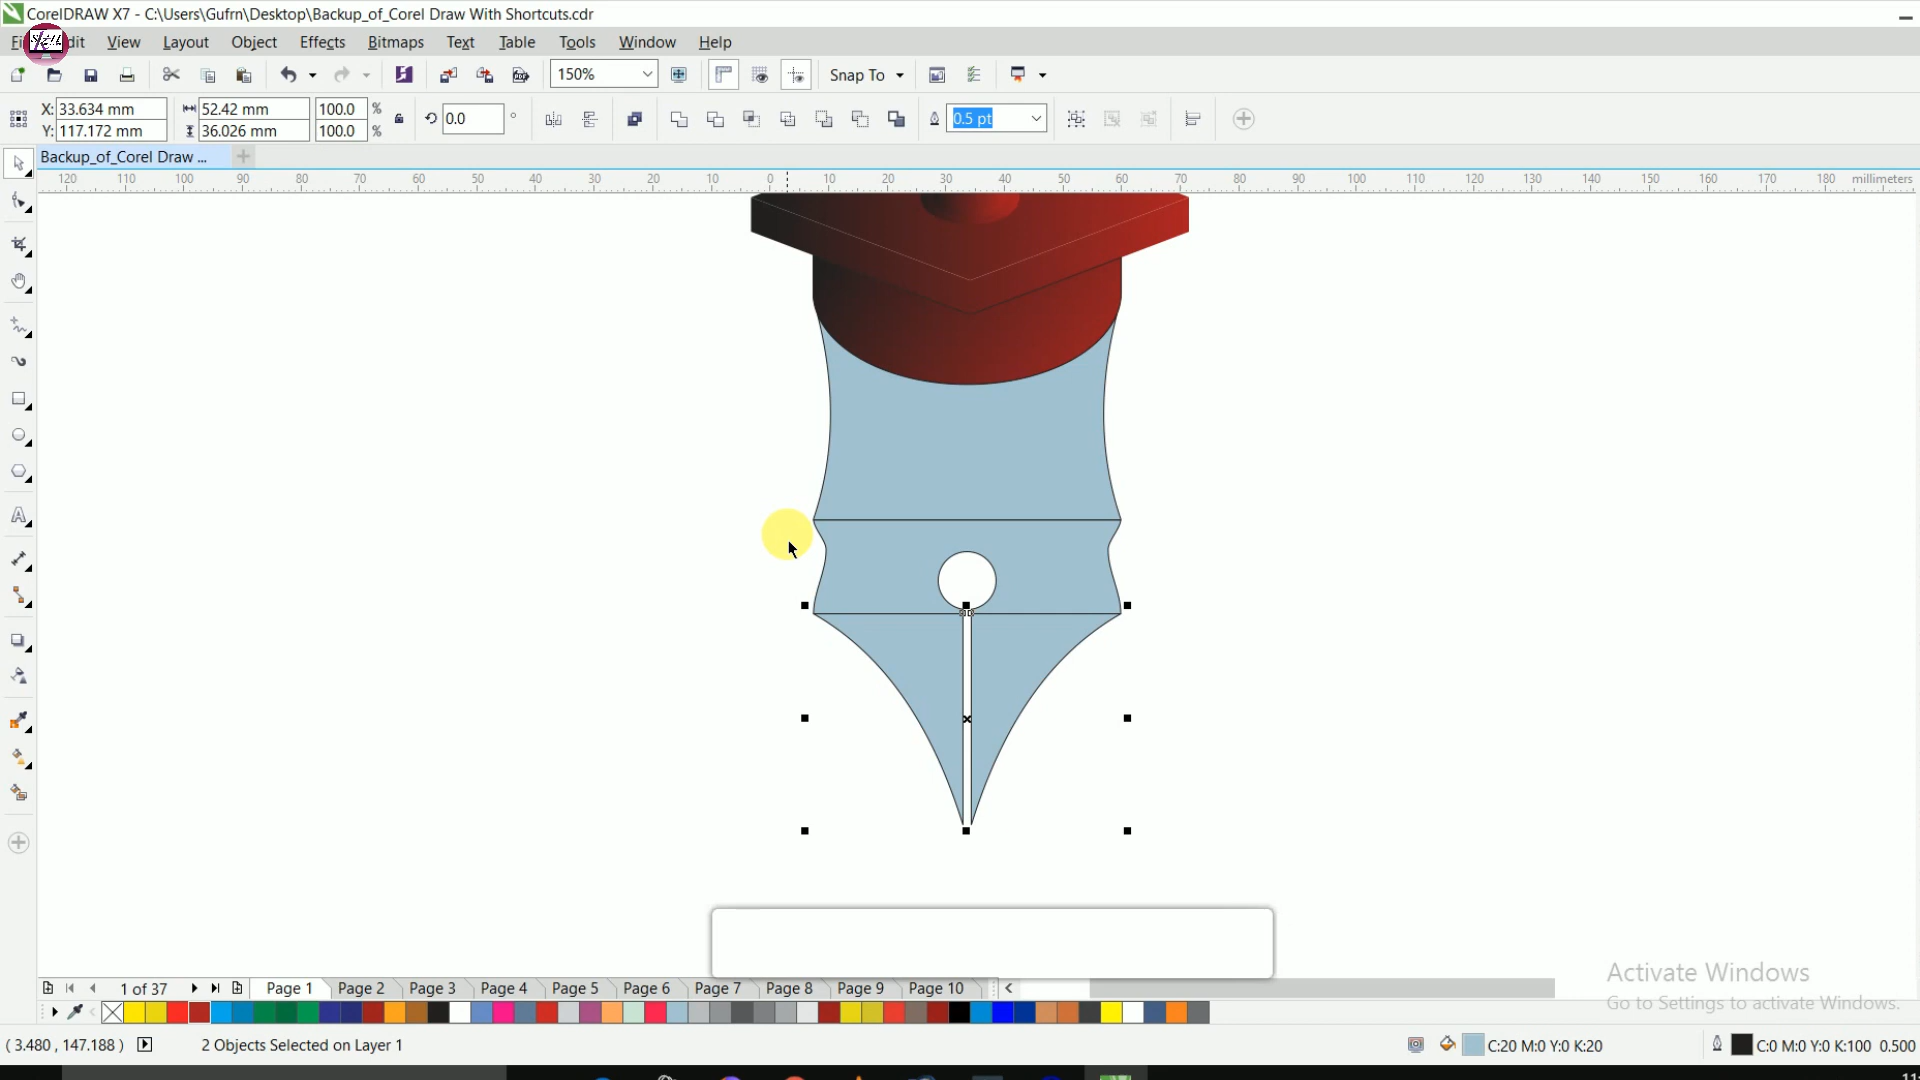 CorelDRAW X7 - C:\Users\Gufrn\Desktop\Backup_of_Corel Draw With Shortcuts.cdr
View Layout Object Effects Bitmaps Text Table Tools Window Help
150% Snap To
X: 33.634 mm 52.42 mm 100.0 % 0.0 ° 0.5 pt
Y: 117.172 mm 36.026 mm 100.0 %
Backup_of_Corel Draw ...
120 110 100 90 80 70 60 50 40 30 20 10 0 10 20 30 40 50 60 70 80 90 100 110 120 130 140 150 160 170 180 millimeters
Activate Windows
Go to Settings to activate Windows.
1 of 37 Page 1 Page 2 Page 3 Page 4 Page 5 Page 6 Page 7 Page 8 Page 9 Page 10
( 3.480 , 147.188 ) 2 Objects Selected on Layer 1 C:20 M:0 Y:0 K:20 C:0 M:0 Y:0 K:100 0.500